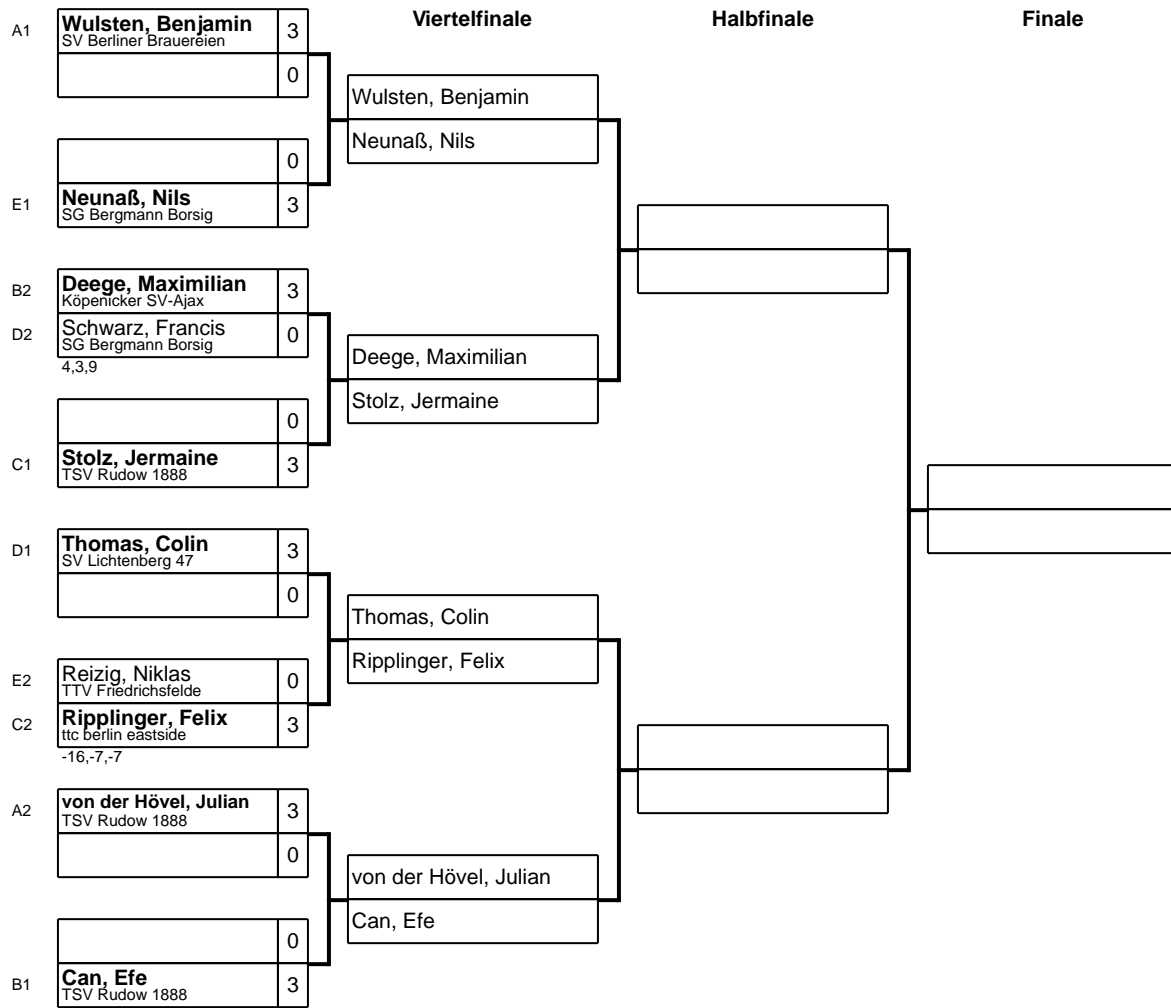 Viertelfinale
Halbfinale
Finale
A1
Wulsten, Benjamin
SV Berliner Brauereien
3
0
Wulsten, Benjamin
Neunaß, Nils
0
E1
Neunaß, Nils
SG Bergmann Borsig
3
B2
Deege, Maximilian
Köpenicker SV-Ajax
3
D2
Schwarz, Francis
SG Bergmann Borsig
0
4,3,9
Deege, Maximilian
Stolz, Jermaine
0
C1
Stolz, Jermaine
TSV Rudow 1888
3
D1
Thomas, Colin
SV Lichtenberg 47
3
0
Thomas, Colin
Ripplinger, Felix
E2
Reizig, Niklas
TTV Friedrichsfelde
0
C2
Ripplinger, Felix
ttc berlin eastside
3
-16,-7,-7
A2
von der Hövel, Julian
TSV Rudow 1888
3
0
von der Hövel, Julian
Can, Efe
0
B1
Can, Efe
TSV Rudow 1888
3